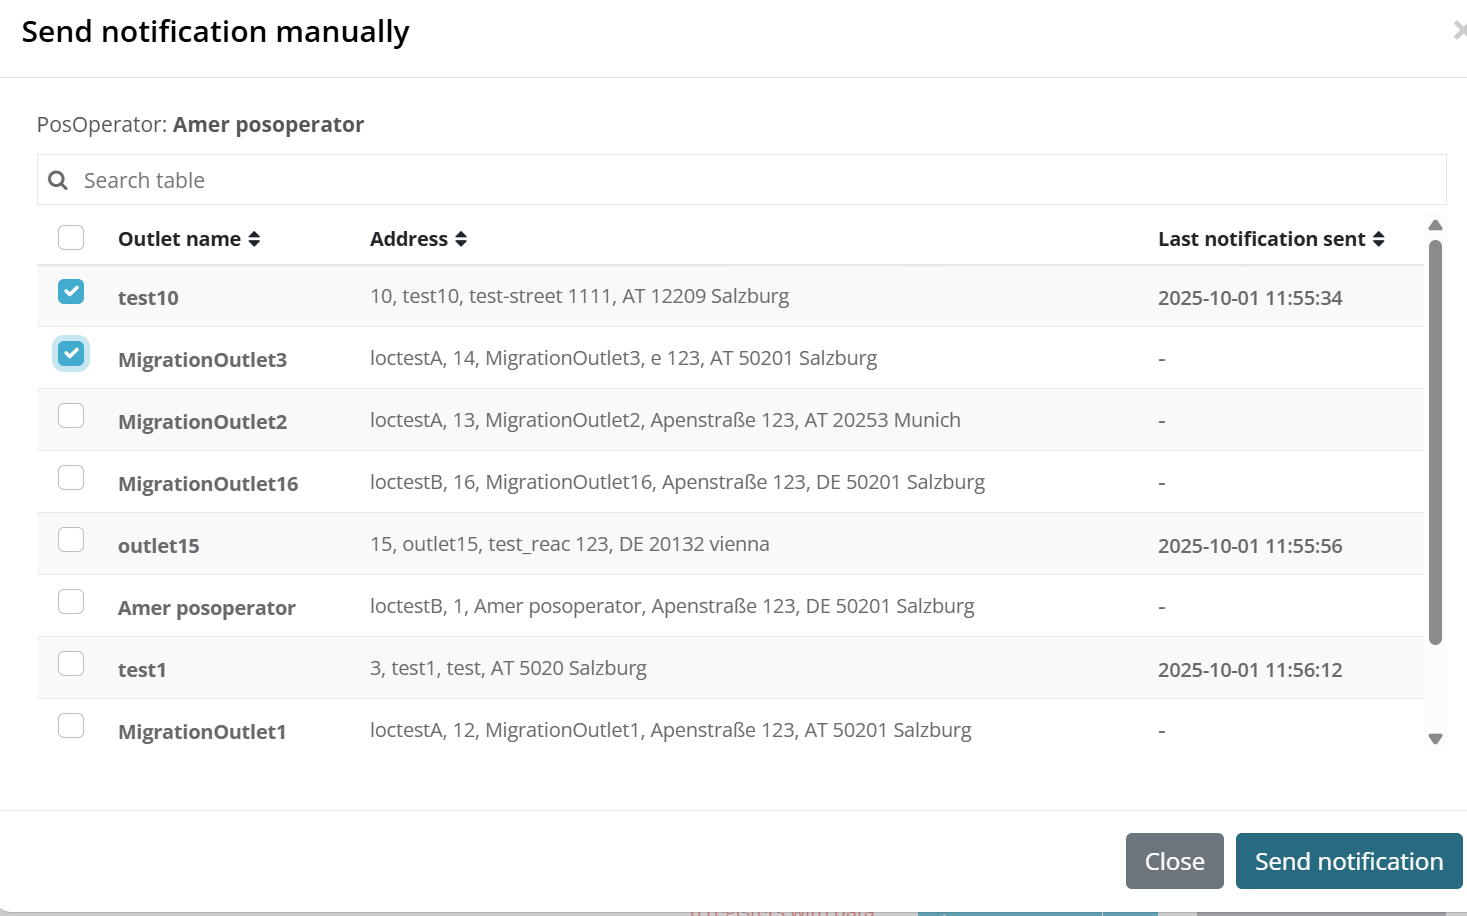 Send notification manually
PosOperator: Amer posoperator
Search table
Outlet name Address Last notification sent
test10 10, test10, test-street 1111, AT 12209 Salzburg 2025-10-01 11:55:34
MigrationOutlet3 loctestA, 14, MigrationOutlet3, e 123, AT 50201 Salzburg -
MigrationOutlet2 loctestA, 13, MigrationOutlet2, Apenstraße 123, AT 20253 Munich -
MigrationOutlet16 loctestB, 16, MigrationOutlet16, Apenstraße 123, DE 50201 Salzburg -
outlet15 15, outlet15, test_reac 123, DE 20132 vienna 2025-10-01 11:55:56
Amer posoperator loctestB, 1, Amer posoperator, Apenstraße 123, DE 50201 Salzburg -
test1 3, test1, test, AT 5020 Salzburg 2025-10-01 11:56:12
MigrationOutlet1 loctestA, 12, MigrationOutlet1, Apenstraße 123, AT 50201 Salzburg -
Close Send notification